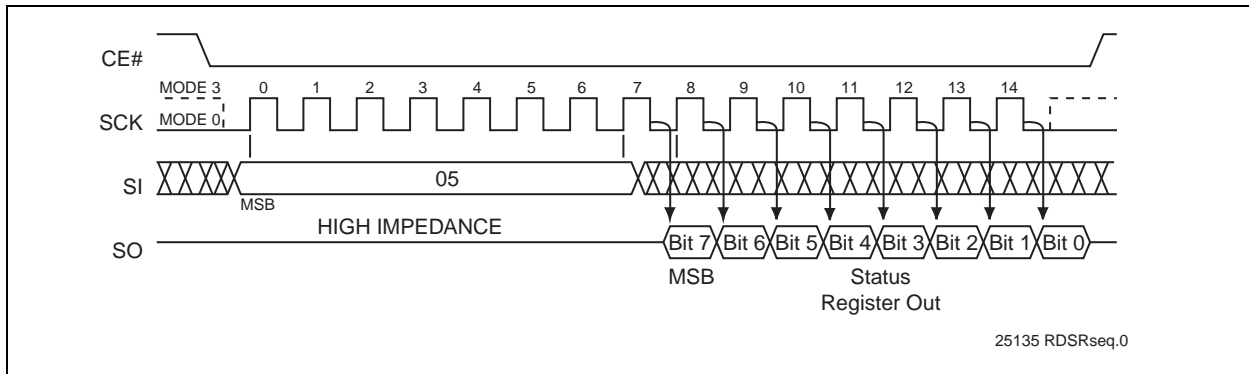 CE#
MODE 3 0 1 2 3 4 5 6 7 8 9 10 11 12 13 14
SCK MODE 0
SI 05
MSB
HIGH IMPEDANCE
SO Bit 7 Bit 6 Bit 5 Bit 4 Bit 3 Bit 2 Bit 1 Bit 0
MSB Status
Register Out
25135 RDSRseq.0